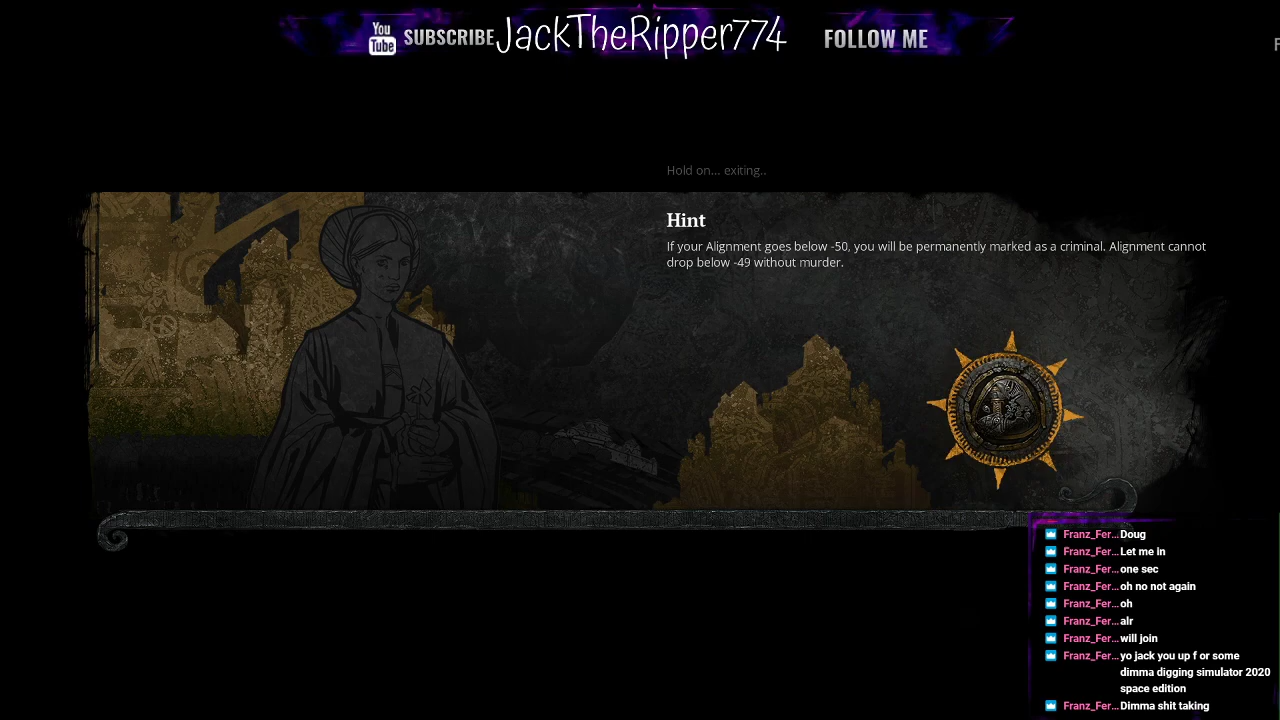 You
Tube
SUBSCRIBE
JackTheRipper774
FOLLOW ME
F
Hold on... exiting..
Hint
If your Alignment goes below -50, you will be permanently marked as a criminal. Alignment cannot
drop below -49 without murder.
Franz_Fer... Doug
Franz_Fer... Let me in
Franz_Fer... one sec
Franz_Fer... oh no not again
Franz_Fer... oh
Franz_Fer... alr
Franz_Fer... will join
Franz_Fer... yo jack you up f or some
dimma digging simulator 2020
space edition
Franz_Fer... Dimma shit taking